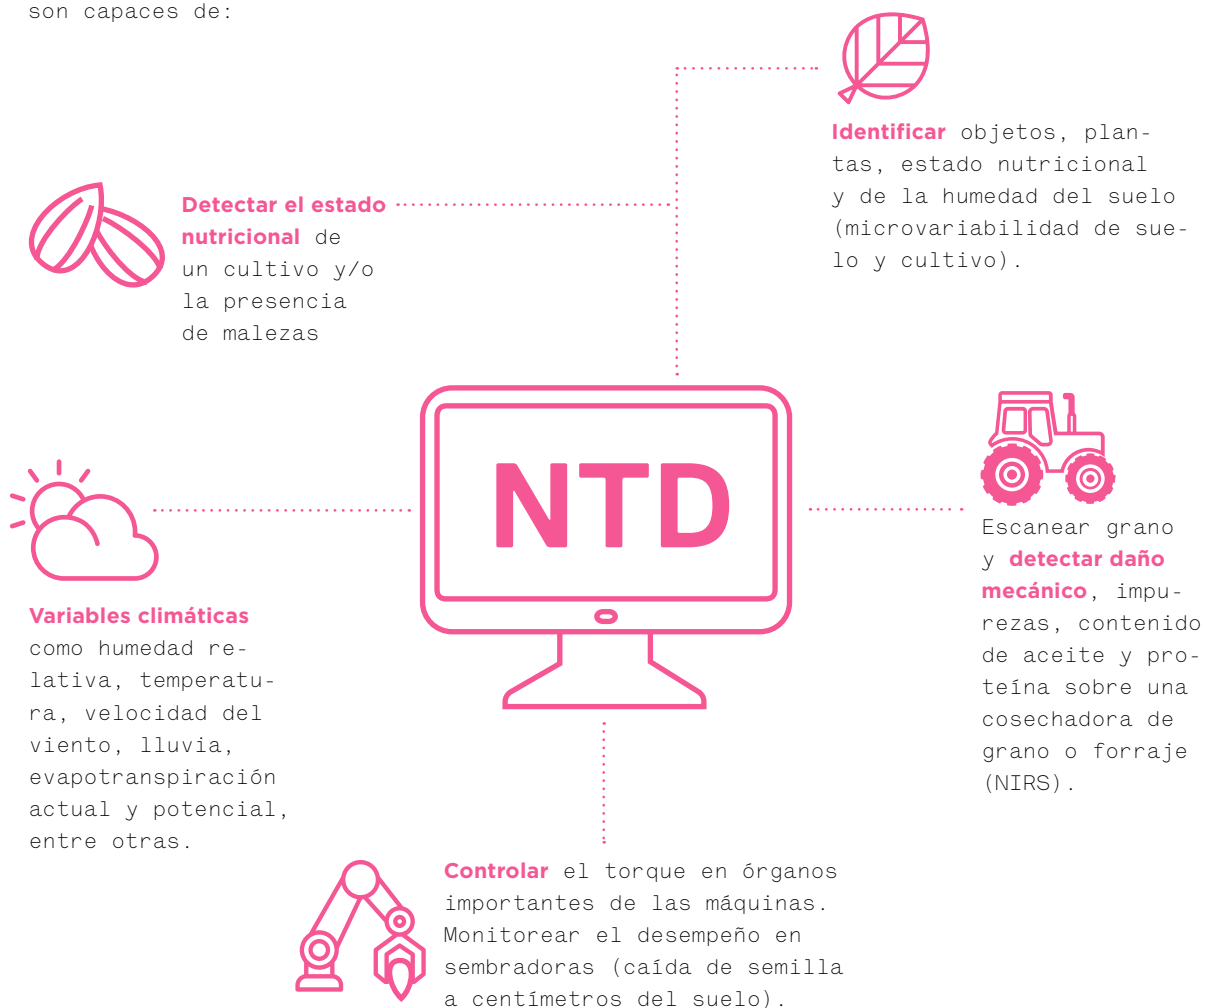 son capaces de:
Identificar objetos, plan-
tas, estado nutricional
y de la humedad del suelo
(microvariabilidad de sue-
lo y cultivo).
Detectar el estado
nutricional de
un cultivo y/o
la presencia
de malezas
NTD
Variables climáticas
como humedad re-
lativa, temperatu-
ra, velocidad del
viento, lluvia,
evapotranspiración
actual y potencial,
entre otras.
Escanear grano
y detectar daño
mecánico, impu-
rezas, contenido
de aceite y pro-
teína sobre una
cosechadora de
grano o forraje
(NIRS).
Controlar el torque en órganos
importantes de las máquinas.
Monitorear el desempeño en
sembradoras (caída de semilla
a centímetros del suelo).